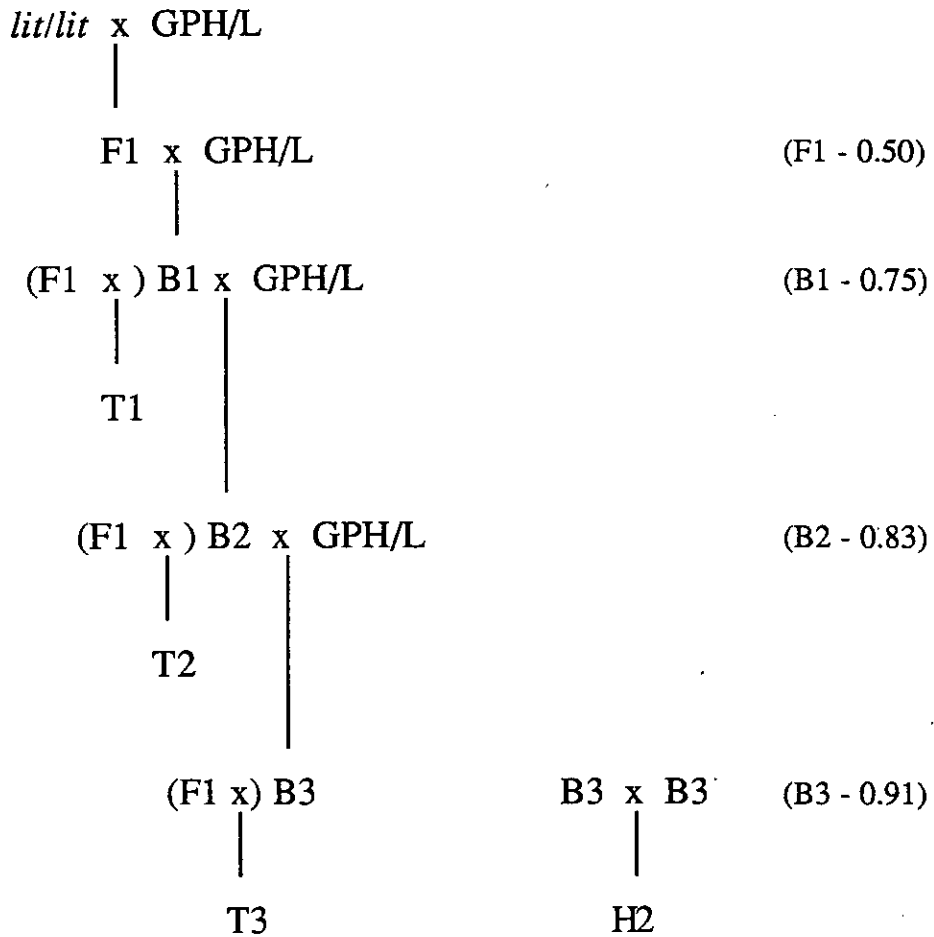 lit/lit x GPH/L
F1 x GPH/L (F1 - 0.50)
(F1 x ) B1 x GPH/L (B1 - 0.75)
T1
(F1 x ) B2 x GPH/L (B2 - 0.83)
T2
(F1 x) B3 B3 x B3 (B3 - 0.91)
T3 H2